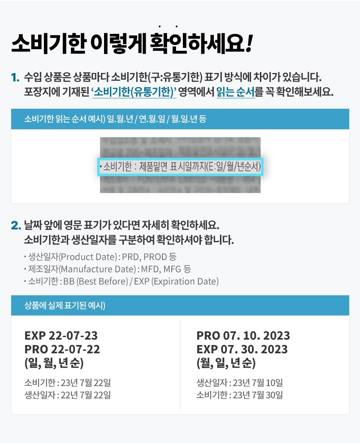 소비기한 이렇게 확인하세요!
1. 수입 상품은 상품마다 소비기한(구:유통기한) 표기 방식에 차이가 있습니다.
포장지에 기재된 ‘소비기한(유통기한)’ 영역에서 읽는 순서를 꼭 확인해보세요.
소비기한 읽는 순서 예시) 일.월.년 / 연.월.일 / 월.일.년 등
·소비기한 : 제품밑면 표시일까지(E:일/월/년순서)
2. 날짜 앞에 영문 표기가 있다면 자세히 확인하세요.
소비기한과 생산일자를 구분하여 확인하셔야 합니다.
· 생산일자(Product Date) : PRD, PROD 등
· 제조일자(Manufacture Date) : MFD, MFG 등
· 소비기한 : BB (Best Before) / EXP (Expiration Date)
상품에 실제 표기된 예시)
EXP 22-07-23
PRO 22-07-22
(일, 월, 년 순)
소비기한 : 23년 7월 22일
생산일자 : 22년 7월 22일
PRO 07. 10. 2023
EXP 07. 30. 2023
(월, 일, 년 순)
생산일자 : 23년 7월 10일
소비기한 : 23년 7월 30일